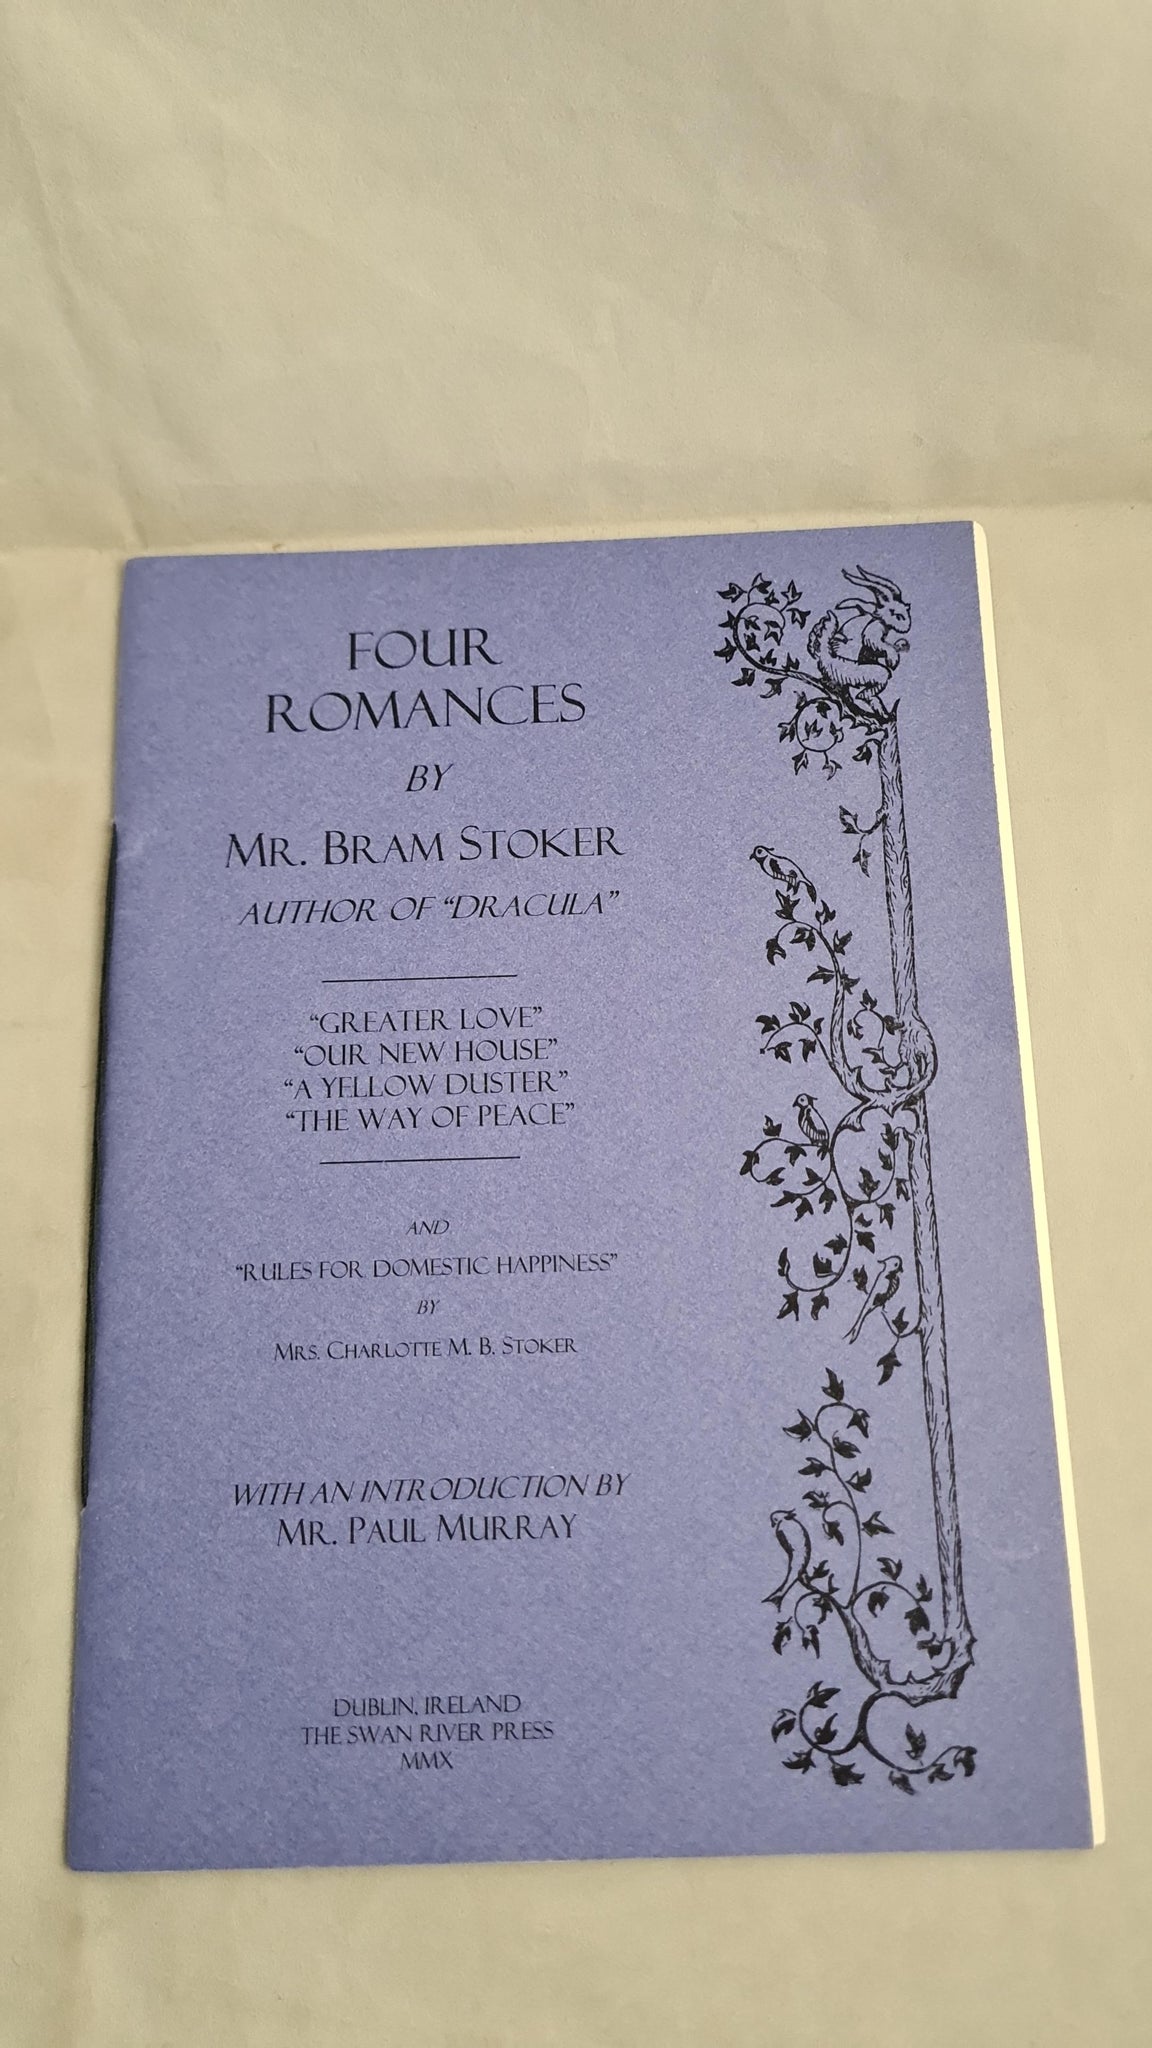 FOUR
ROMANCES
BY
MR. BRAM STOKER
AUTHOR OF “DRACULA”
“GREATER LOVE”
“OUR NEW HOUSE”
“A YELLOW DUSTER”
“THE WAY OF PEACE”
AND
“RULES FOR DOMESTIC HAPPINESS”
BY
MRS. CHARLOTTE M. B. STOKER
WITH AN INTRODUCTION BY
MR. PAUL MURRAY
DUBLIN, IRELAND
THE SWAN RIVER PRESS
MMX